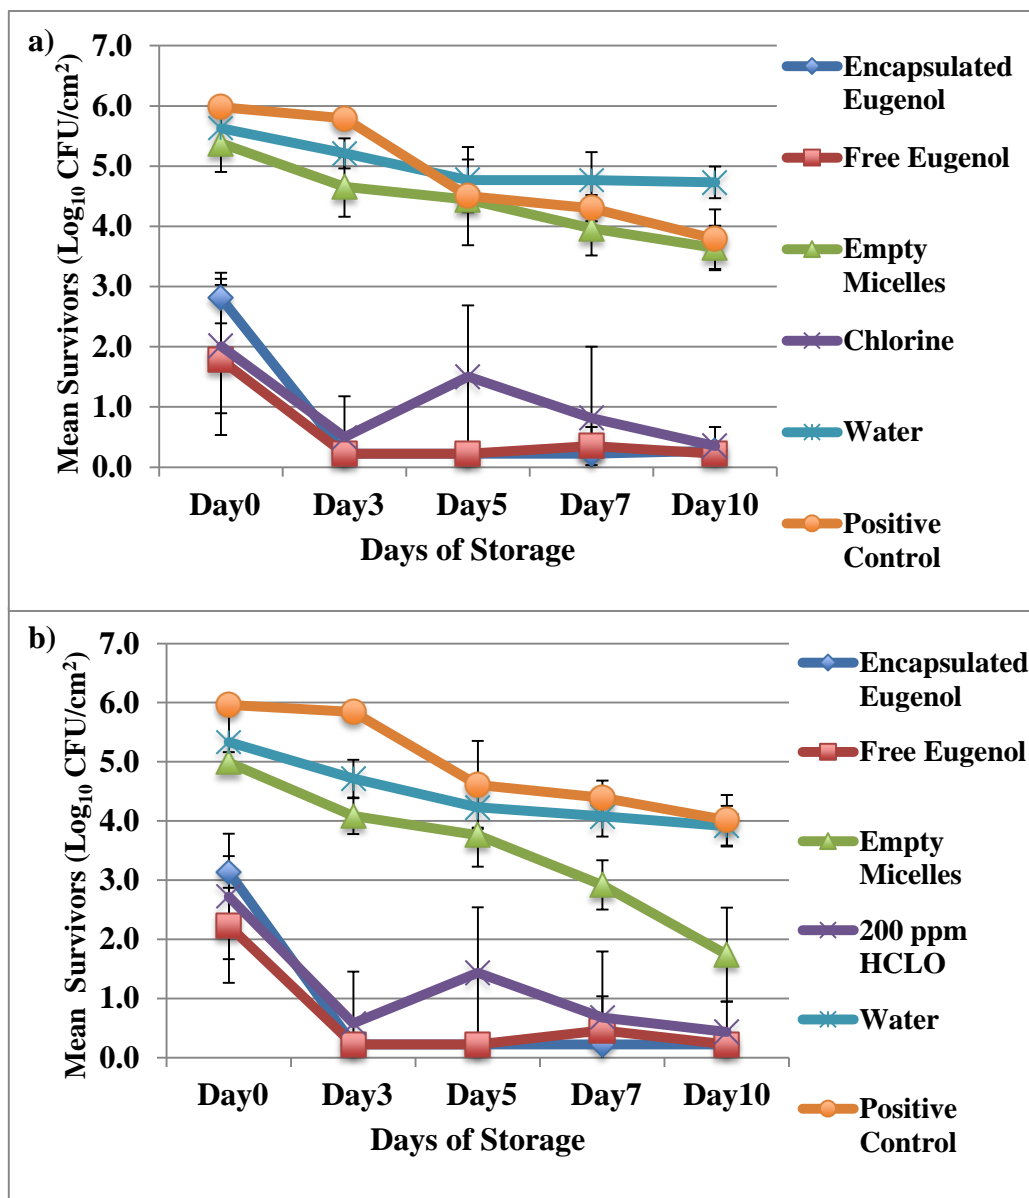 a)
Mean Survivors (Log10 CFU/cm2)
7.0
6.0
5.0
4.0
3.0
2.0
1.0
0.0
Day0 Day3 Day5 Day7 Day10
Days of Storage
Encapsulated
Eugenol
Free Eugenol
Empty
Micelles
Chlorine
Water
Positive
Control
b)
Mean Survivors (Log10 CFU/cm2)
7.0
6.0
5.0
4.0
3.0
2.0
1.0
0.0
Day0 Day3 Day5 Day7 Day10
Days of Storage
Encapsulated
Eugenol
Free Eugenol
Empty
Micelles
200 ppm
HCLO
Water
Positive
Control